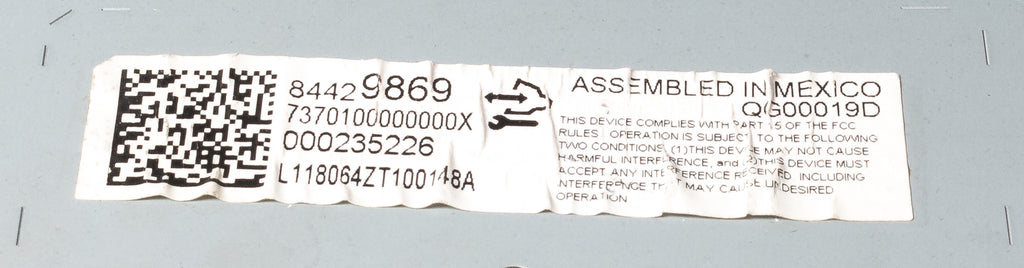 84429869
7370100000000X
000235226
L118064ZT100148A
ASSEMBLED IN MEXICO
QG00019D
THIS DEVICE COMPLIES WITH PART 15 OF THE FCC
RULES OPERATION IS SUBJECT TO THE FOLLOWING
TWO CONDITIONS, (1)THIS DEVICE MAY NOT CAUSE
HARMFUL INTERFERENCE, and (2)THIS DEVICE MUST
ACCEPT ANY INTERFERENCE RECEIVED INCLUDING
INTERFERENCE THAT MAY CAUSE UNDESIRED
OPERATION